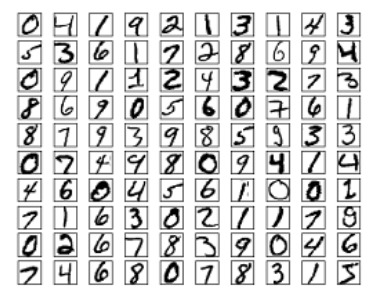 0 4 1 9 2 1 3 1 4 3
5 3 6 1 7 2 8 6 9 4
0 9 1 1 2 4 3 2 7 3
8 6 9 0 5 6 0 7 6 1
8 7 9 3 9 8 5 9 3 3
0 7 4 9 8 0 9 4 1 4
4 6 0 4 5 6 1 0 0 1
7 1 6 3 0 2 1 1 7 9
0 2 6 7 8 3 9 0 4 6
7 4 6 8 0 7 8 3 1 5